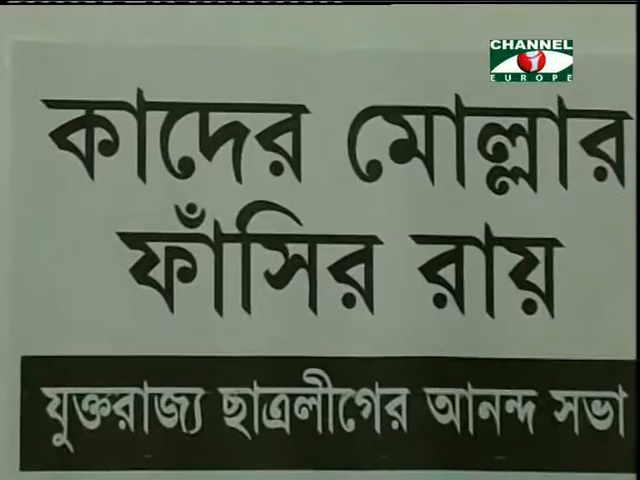 CHANNEL
i
EUROPE
কাদের মোল্লার
ফাঁসির রায়
যুক্তরাজ্য ছাত্রলীগের আনন্দ সভা